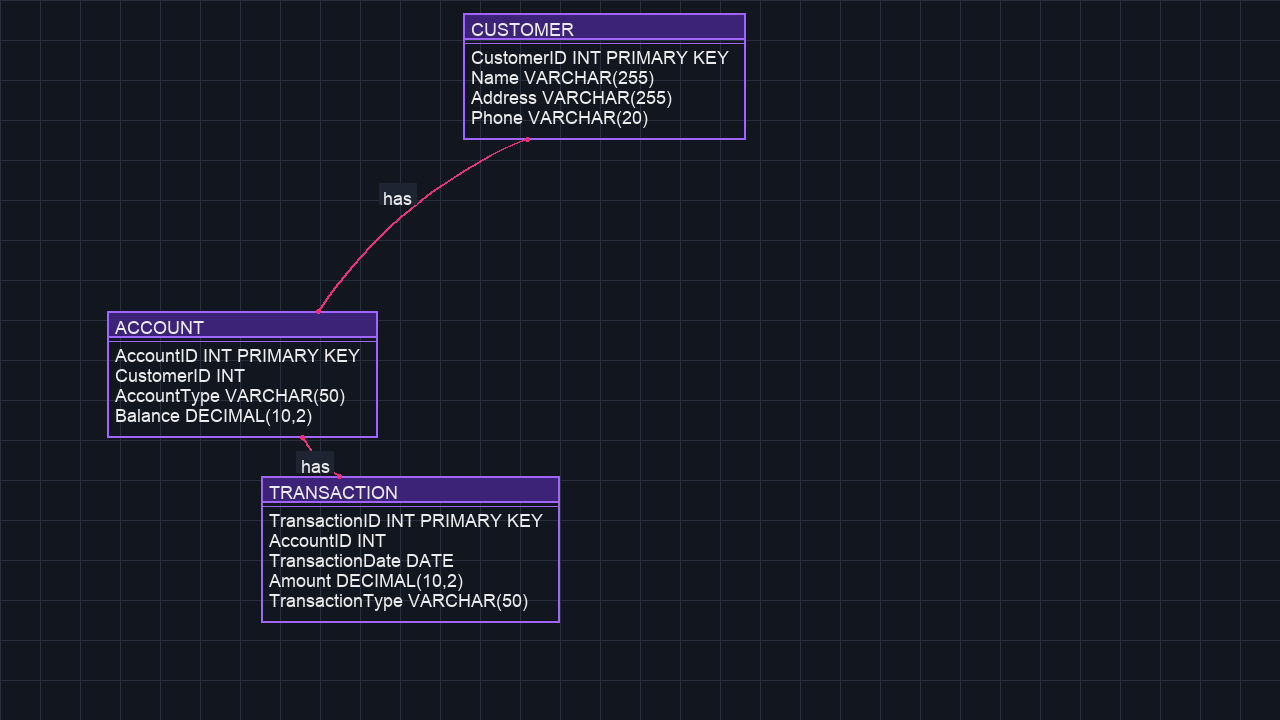 CUSTOMER
CustomerID INT PRIMARY KEY
Name VARCHAR(255)
Address VARCHAR(255)
Phone VARCHAR(20)
has
ACCOUNT
AccountID INT PRIMARY KEY
CustomerID INT
AccountType VARCHAR(50)
Balance DECIMAL(10,2)
has
TRANSACTION
TransactionID INT PRIMARY KEY
AccountID INT
TransactionDate DATE
Amount DECIMAL(10,2)
TransactionType VARCHAR(50)